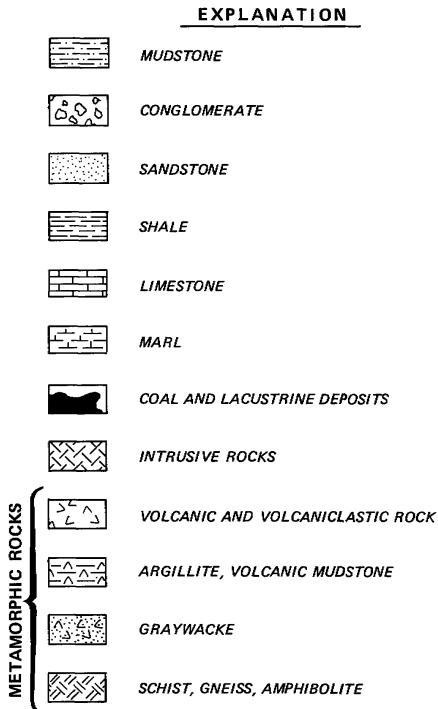 EXPLANATION
MUDSTONE
CONGLOMERATE
SANDSTONE
SHALE
LIMESTONE
MARL
COAL AND LACUSTRINE DEPOSITS
INTRUSIVE ROCKS
METAMORPHIC ROCKS
VOLCANIC AND VOLCANICLASTIC ROCK
ARGILLITE, VOLCANIC MUDSTONE
GRAYWACKE
SCHIST, GNEISS, AMPHIBOLITE